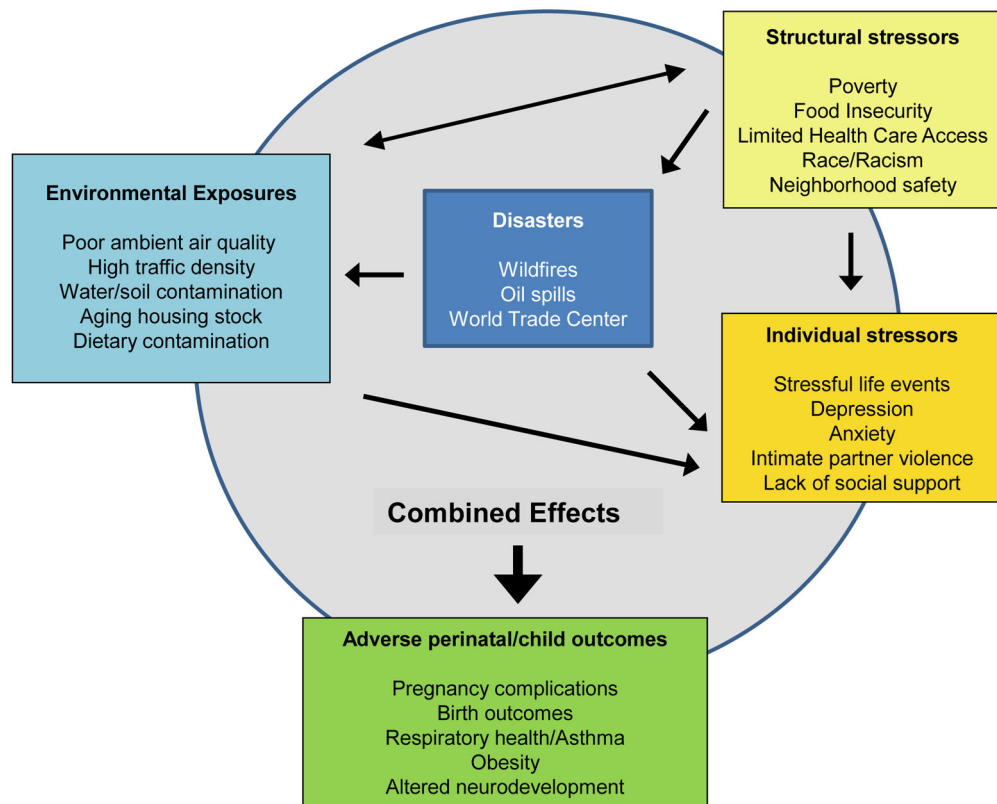 Structural stressors
Poverty
Food Insecurity
Limited Health Care Access
Race/Racism
Neighborhood safety
Environmental Exposures
Poor ambient air quality
High traffic density
Water/soil contamination
Aging housing stock
Dietary contamination
Disasters
Wildfires
Oil spills
World Trade Center
Individual stressors
Stressful life events
Depression
Anxiety
Intimate partner violence
Lack of social support
Combined Effects
Adverse perinatal/child outcomes
Pregnancy complications
Birth outcomes
Respiratory health/Asthma
Obesity
Altered neurodevelopment